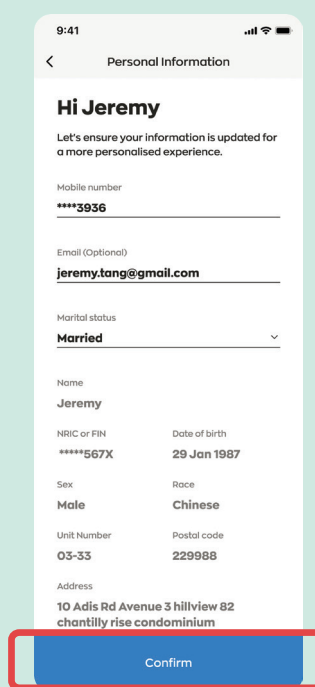 9:41
Personal Information
Hi Jeremy
Let's ensure your information is updated for
a more personalised experience.
Mobile number
****3936
Email (Optional)
jeremy.tang@gmail.com
Marital status
Married
Name
Jeremy
NRIC or FIN Date of birth
*****567X 29 Jan 1987
Sex Race
Male Chinese
Unit Number Postal code
03-33 229988
Address
10 Adis Rd Avenue 3 hillview 82
chantilly rise condominium
Confirm